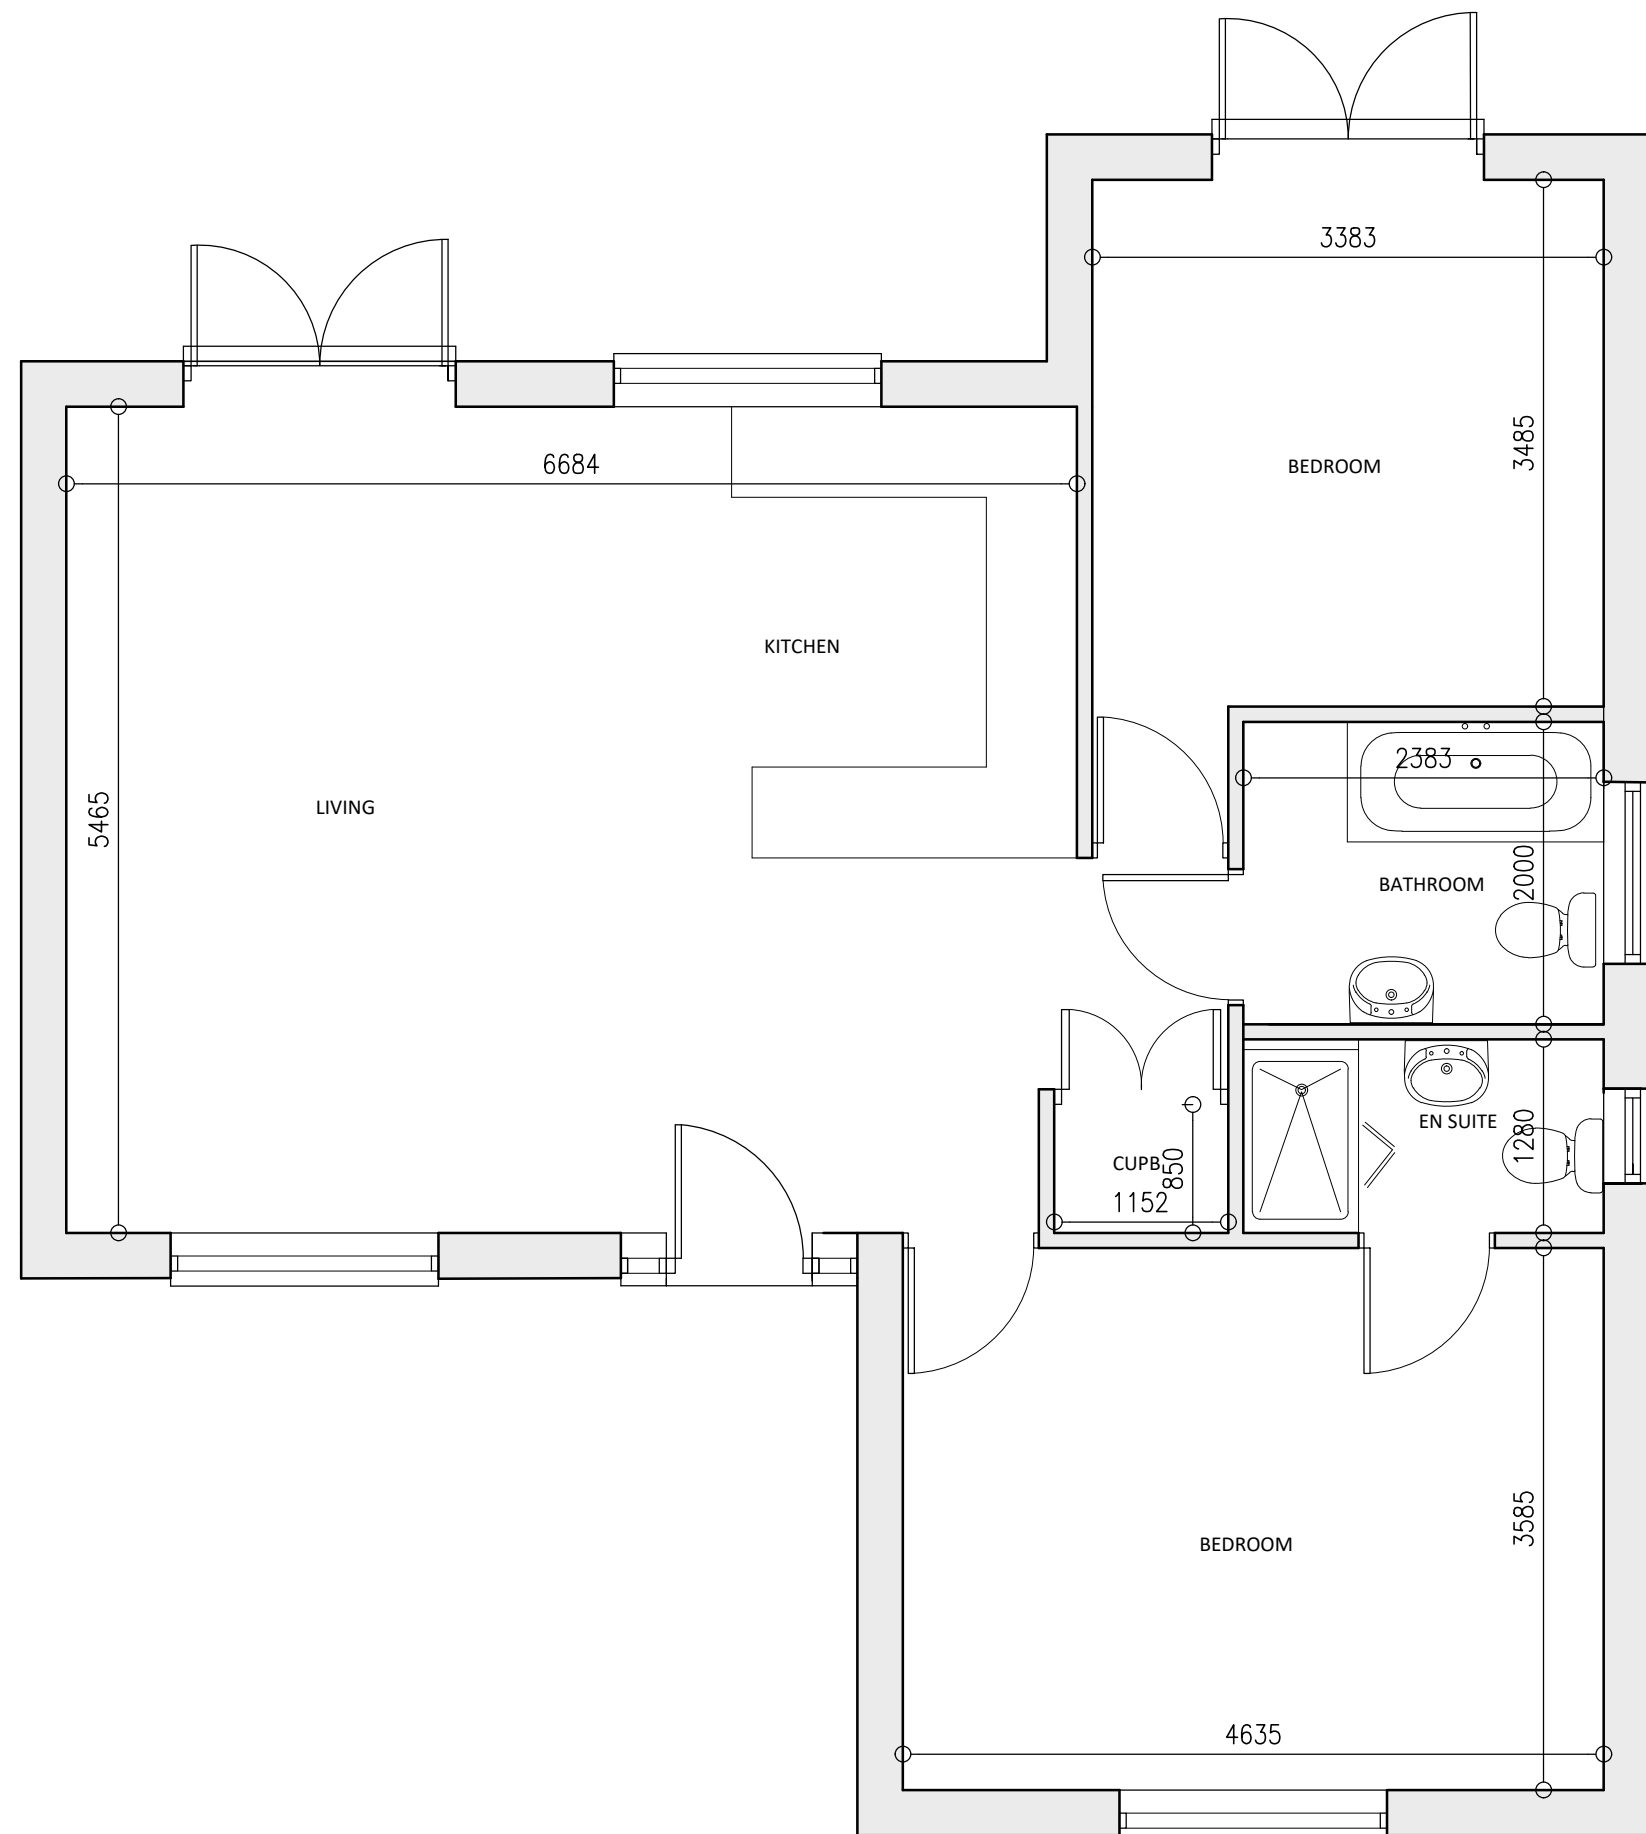 3383
3485
BEDROOM
6684
KITCHEN
LIVING
5465
2383
BATHROOM
2000
EN SUITE
1280
CUPB
850
1152
BEDROOM
3585
4635